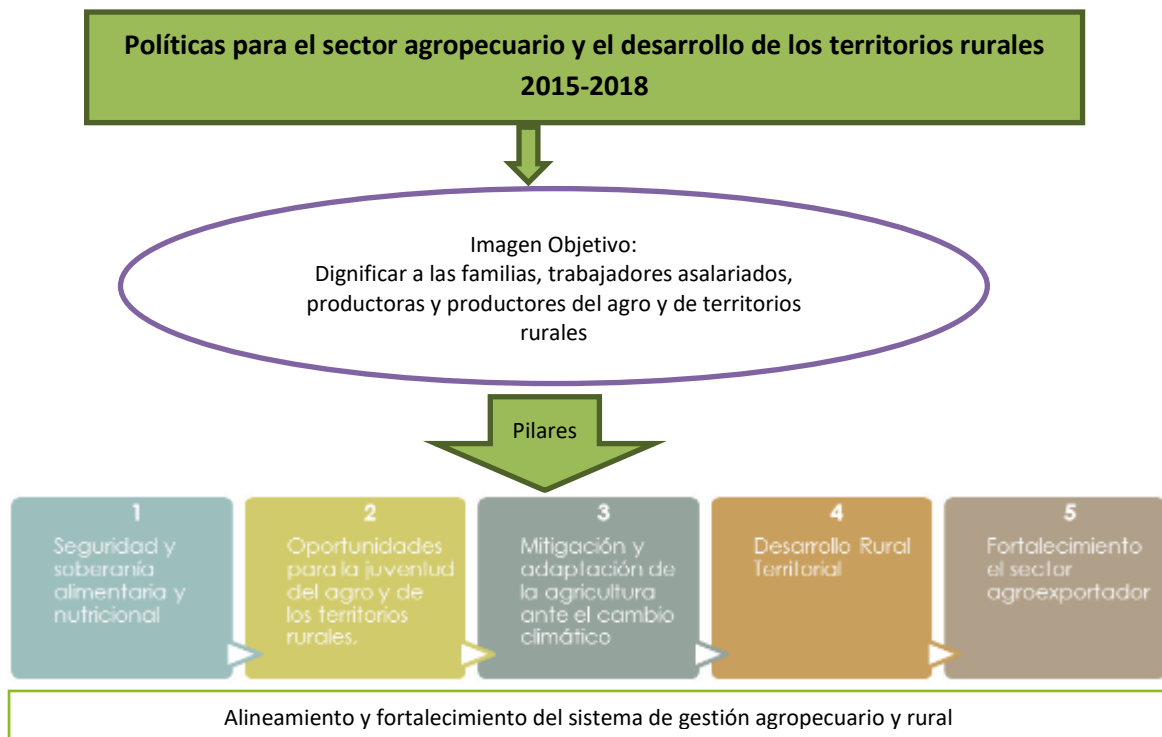 Políticas para el sector agropecuario y el desarrollo de los territorios rurales
2015-2018
Imagen Objetivo:
Dignificar a las familias, trabajadores asalariados,
productoras y productores del agro y de territorios
rurales
Pilares
1
Seguridad y
soberanía
alimentaria y
nutricional
2
Oportunidades
para la juventud
del agro y de
los territorios
rurales.
3
Mitigación y
adaptación de
la agricultura
ante el cambio
climático
4
Desarrollo Rural
Territorial
5
Fortalecimiento
el sector
agroexportador
Alineamiento y fortalecimiento del sistema de gestión agropecuario y rural